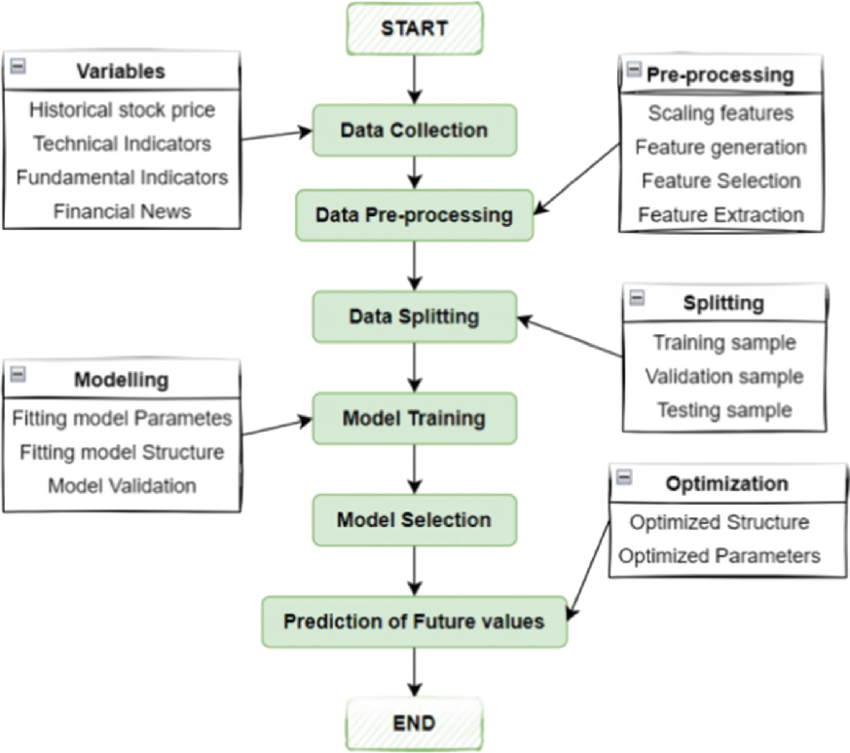 START
Variables
Historical stock price
Technical Indicators
Fundamental Indicators
Financial News
Pre-processing
Scaling features
Feature generation
Feature Selection
Feature Extraction
Data Collection
Data Pre-processing
Data Splitting
Splitting
Training sample
Validation sample
Testing sample
Modelling
Fitting model Parametes
Fitting model Structure
Model Validation
Model Training
Model Selection
Optimization
Optimized Structure
Optimized Parameters
Prediction of Future values
END